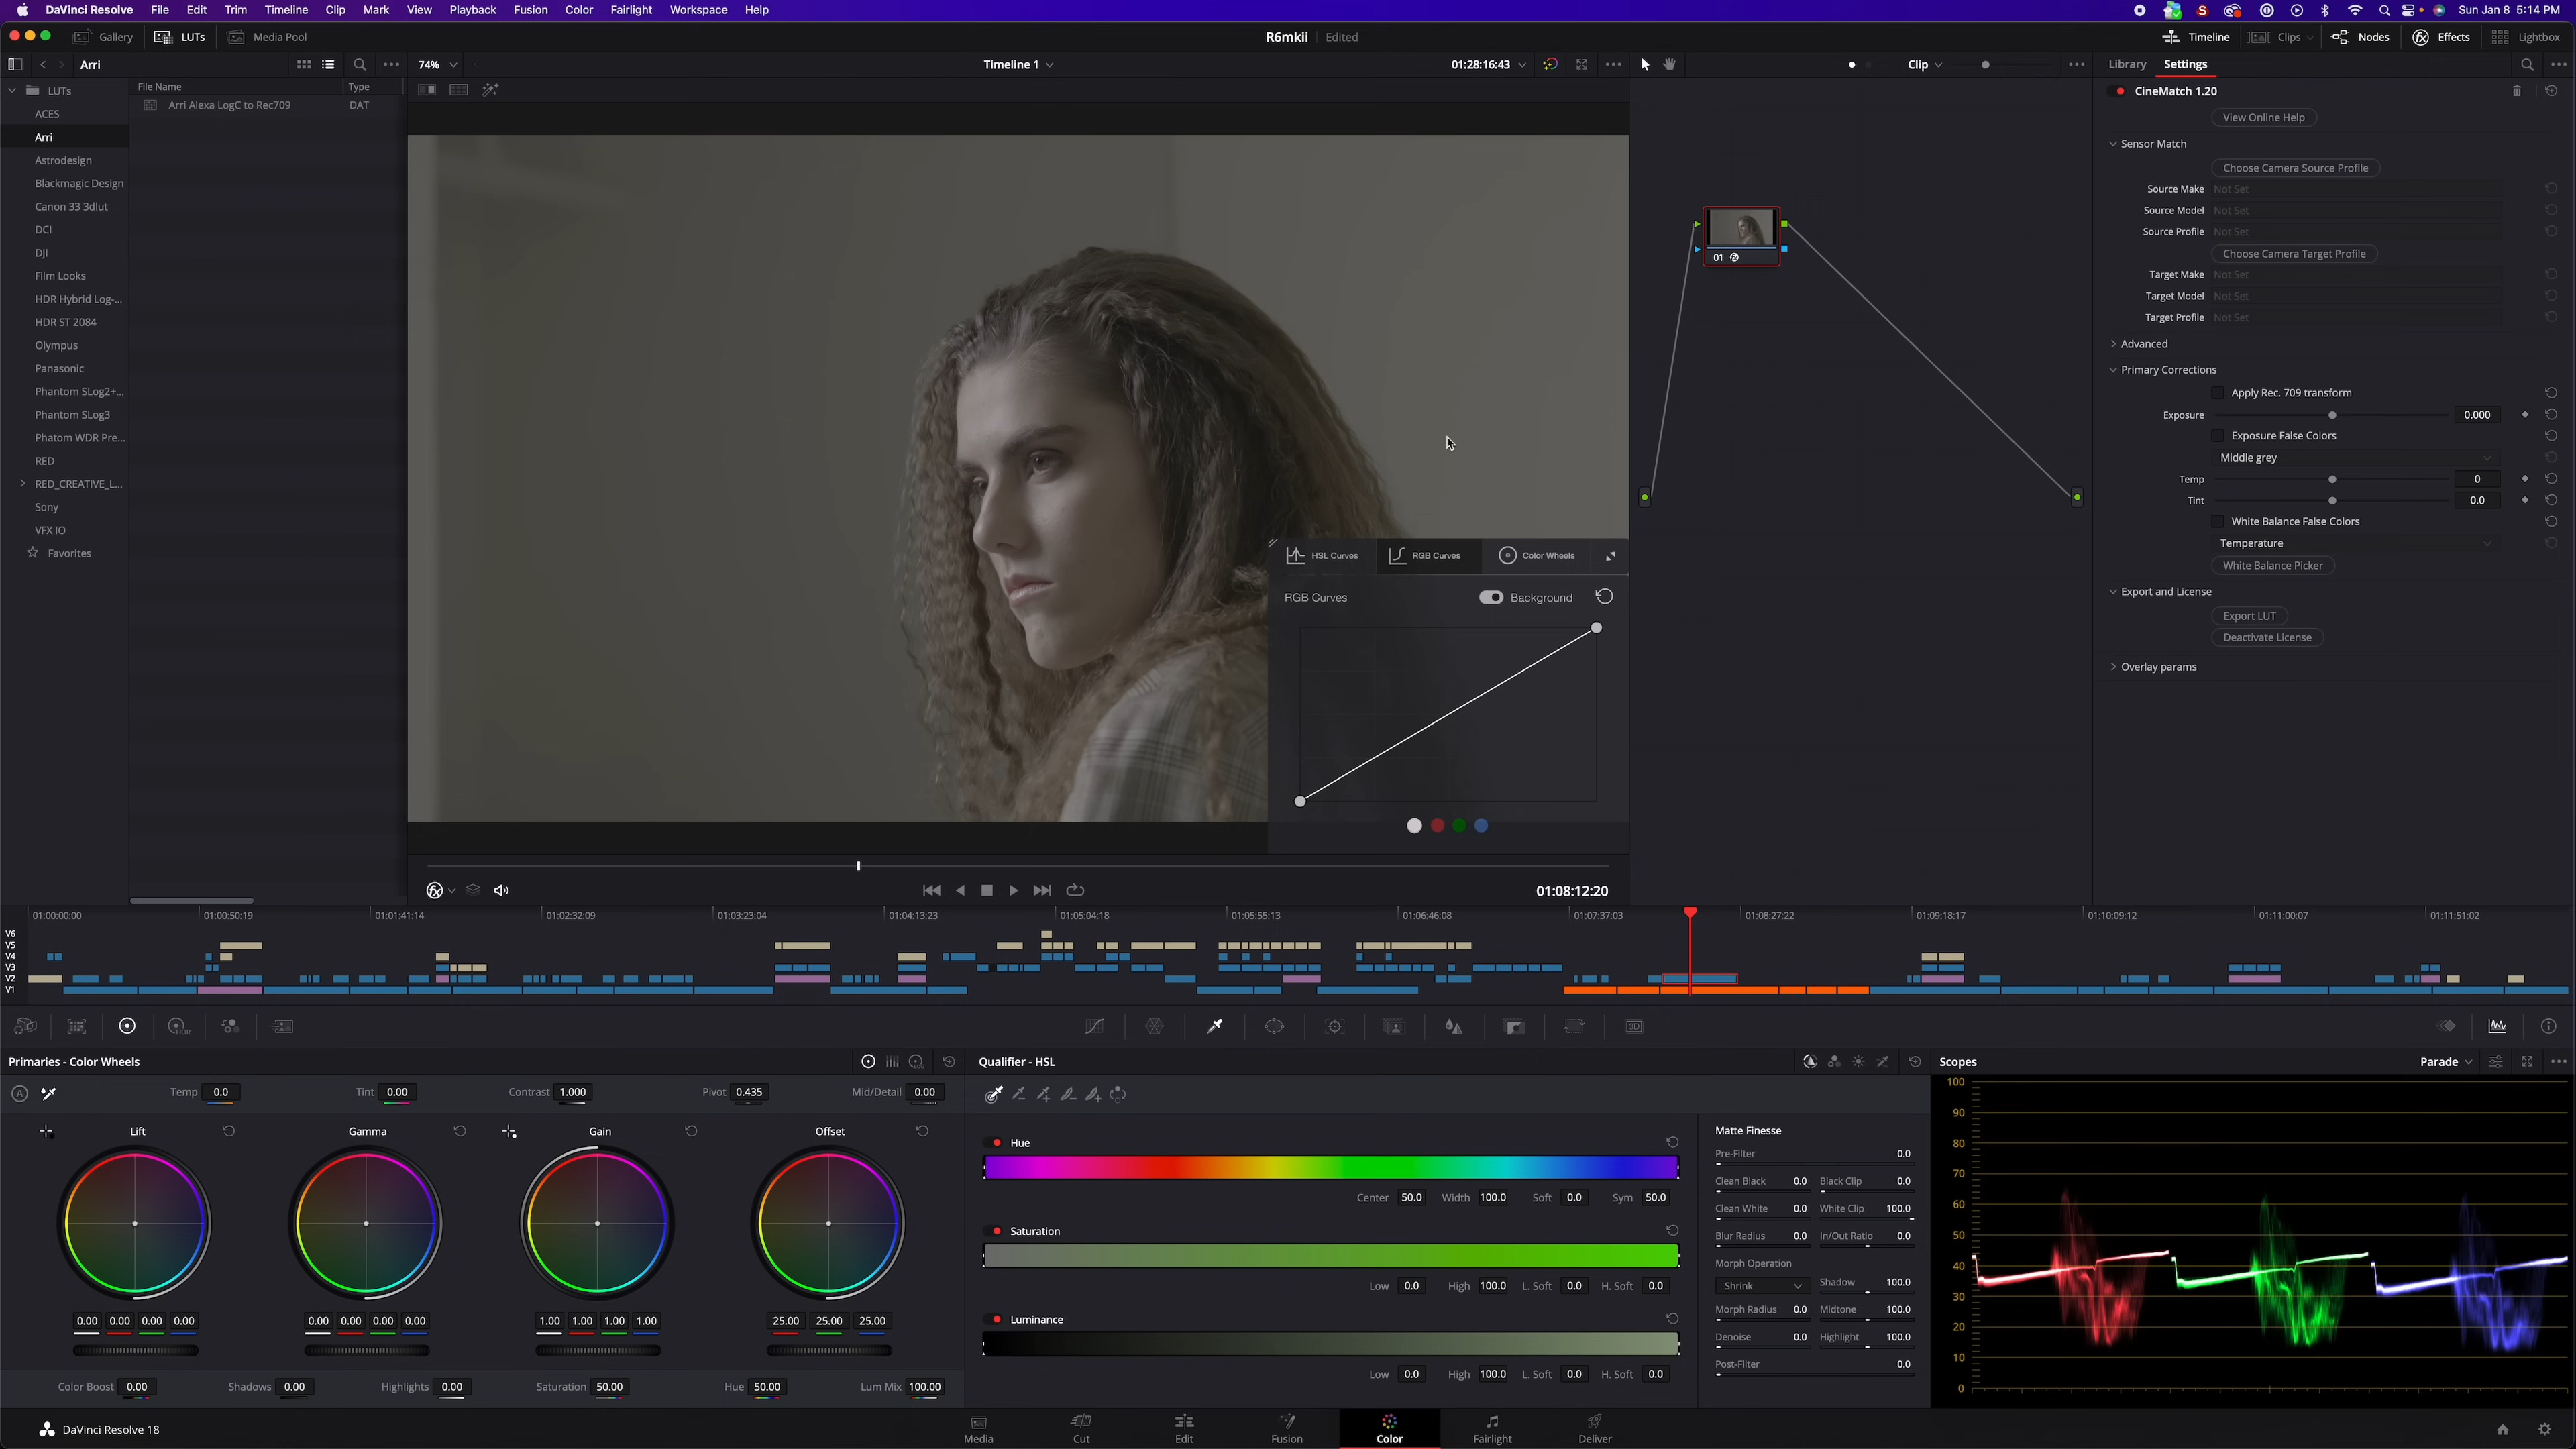 DaVinci Resolve File Edit Trim Timeline Clip Mark View Playback Fusion Color Fairlight Workspace Help Sun Jan 8 5:14 PM
Gallery LUTs Media Pool R6mkii Edited Timeline Clips Nodes Effects Lightbox
Arri 74% Timeline 1 01:28:16:43 Clip Library Settings
LUTs
ACES
Arri
Astrodesign
Blackmagic Design
Canon 33 3dlut
DCI
DJI
Film Looks
HDR Hybrid Log-...
HDR ST 2084
Olympus
Panasonic
Phantom SLog2+...
Phantom SLog3
Phatom WDR Pre...
RED
RED_CREATIVE_L...
Sony
VFX IO
Favorites
File Name Type
Arri Alexa LogC to Rec709 DAT
HSL Curves RGB Curves Color Wheels
RGB Curves Background
01:08:12:20
01
CineMatch 1.20
View Online Help
Sensor Match
Choose Camera Source Profile
Source Make Not Set
Source Model Not Set
Source Profile Not Set
Choose Camera Target Profile
Target Make Not Set
Target Model Not Set
Target Profile Not Set
Advanced
Primary Corrections
Apply Rec. 709 transform
Exposure 0.000
Exposure False Colors
Middle grey
Temp 0
Tint 0.0
White Balance False Colors
Temperature
White Balance Picker
Export and License
Export LUT
Deactivate License
Overlay params
01:00:00:00 01:00:50:19 01:01:41:14 01:02:32:09 01:03:23:04 01:04:13:23 01:05:04:18 01:05:55:13 01:06:46:08 01:07:37:03 01:08:27:22 01:09:18:17 01:10:09:12 01:11:00:07 01:11:51:02
V6
V5
V4
V3
V2
V1
HDR
3D
Primaries - Color Wheels
LOG
A Temp 0.0 Tint 0.00 Contrast 1.000 Pivot 0.435 Mid/Detail 0.00
Lift Gamma Gain Offset
0.00 0.00 0.00 0.00 0.00 0.00 0.00 0.00 1.00 1.00 1.00 1.00 25.00 25.00 25.00
Color Boost 0.00 Shadows 0.00 Highlights 0.00 Saturation 50.00 Hue 50.00 Lum Mix 100.00
Qualifier - HSL
Hue
Center 50.0 Width 100.0 Soft 0.0 Sym 50.0
Saturation
Low 0.0 High 100.0 L. Soft 0.0 H. Soft 0.0
Luminance
Low 0.0 High 100.0 L. Soft 0.0 H. Soft 0.0
Matte Finesse
Pre-Filter 0.0
Clean Black 0.0 Black Clip 0.0
Clean White 0.0 White Clip 100.0
Blur Radius 0.0 In/Out Ratio 0.0
Morph Operation
Shrink Shadow 100.0
Morph Radius 0.0 Midtone 100.0
Denoise 0.0 Highlight 100.0
Post-Filter 0.0
Scopes Parade
100
90
80
70
60
50
40
30
20
10
0
DaVinci Resolve 18 Media Cut Edit Fusion Color Fairlight Deliver